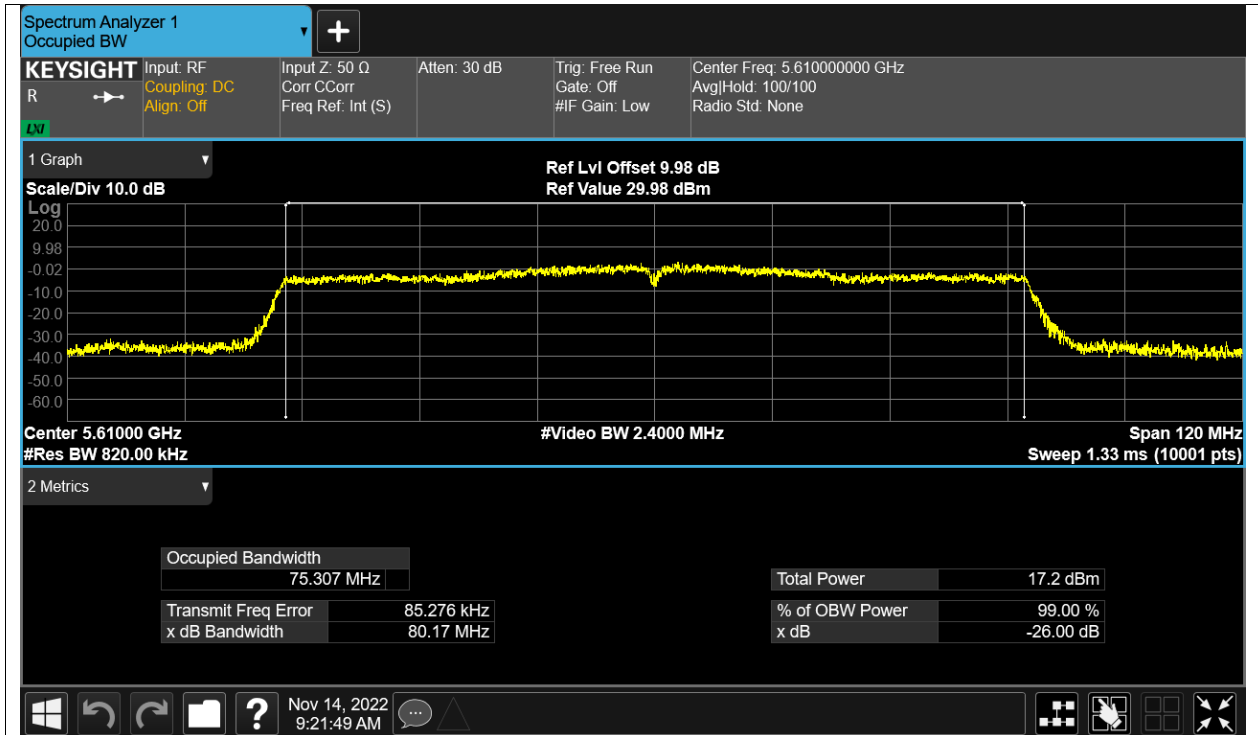 Spectrum Analyzer 1
Occupied BW
KEYSIGHT
R
LXI
Input: RF
Coupling: DC
Align: Off
Input Z: 50 Ω
Corr CCorr
Freq Ref: Int (S)
Atten: 30 dB
Trig: Free Run
Gate: Off
#IF Gain: Low
Center Freq: 5.610000000 GHz
Avg|Hold: 100/100
Radio Std: None
1 Graph
Scale/Div 10.0 dB
Ref Lvl Offset 9.98 dB
Ref Value 29.98 dBm
Log
20.0
9.98
-0.02
-10.0
-20.0
-30.0
-40.0
-50.0
-60.0
Center 5.61000 GHz
#Video BW 2.4000 MHz
Span 120 MHz
#Res BW 820.00 kHz
Sweep 1.33 ms (10001 pts)
2 Metrics
Occupied Bandwidth
75.307 MHz
Total Power 17.2 dBm
Transmit Freq Error 85.276 kHz
% of OBW Power 99.00 %
x dB Bandwidth 80.17 MHz
x dB -26.00 dB
?
Nov 14, 2022
9:21:49 AM